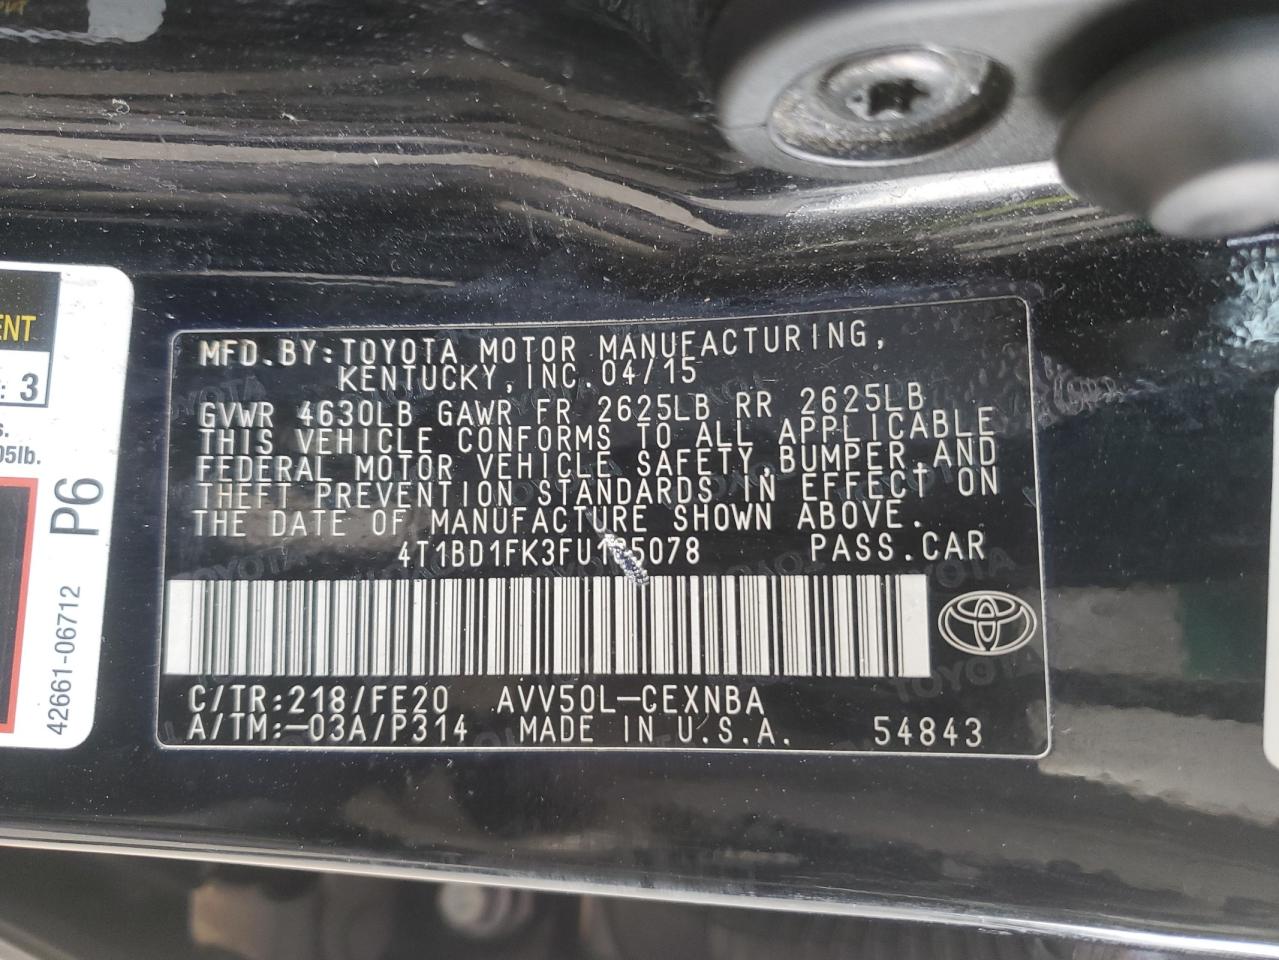 ENT
: 3
s.
05lb.
P6
42661-06712
MFD.BY:TOYOTA MOTOR MANUFACTURING,
KENTUCKY,INC.04/15
GVWR 4630LB GAWR FR 2625LB RR 2625LB
THIS VEHICLE CONFORMS TO ALL APPLICABLE
FEDERAL MOTOR VEHICLE SAFETY,BUMPER,AND
THEFT PREVENTION STANDARDS IN EFFECT ON
THE DATE OF MANUFACTURE SHOWN ABOVE.
PASS.CAR
C/TR:218/FE20 AVV50L-CEXNBA
A/TM:-03A/P314 MADE IN U.S.A. 54843